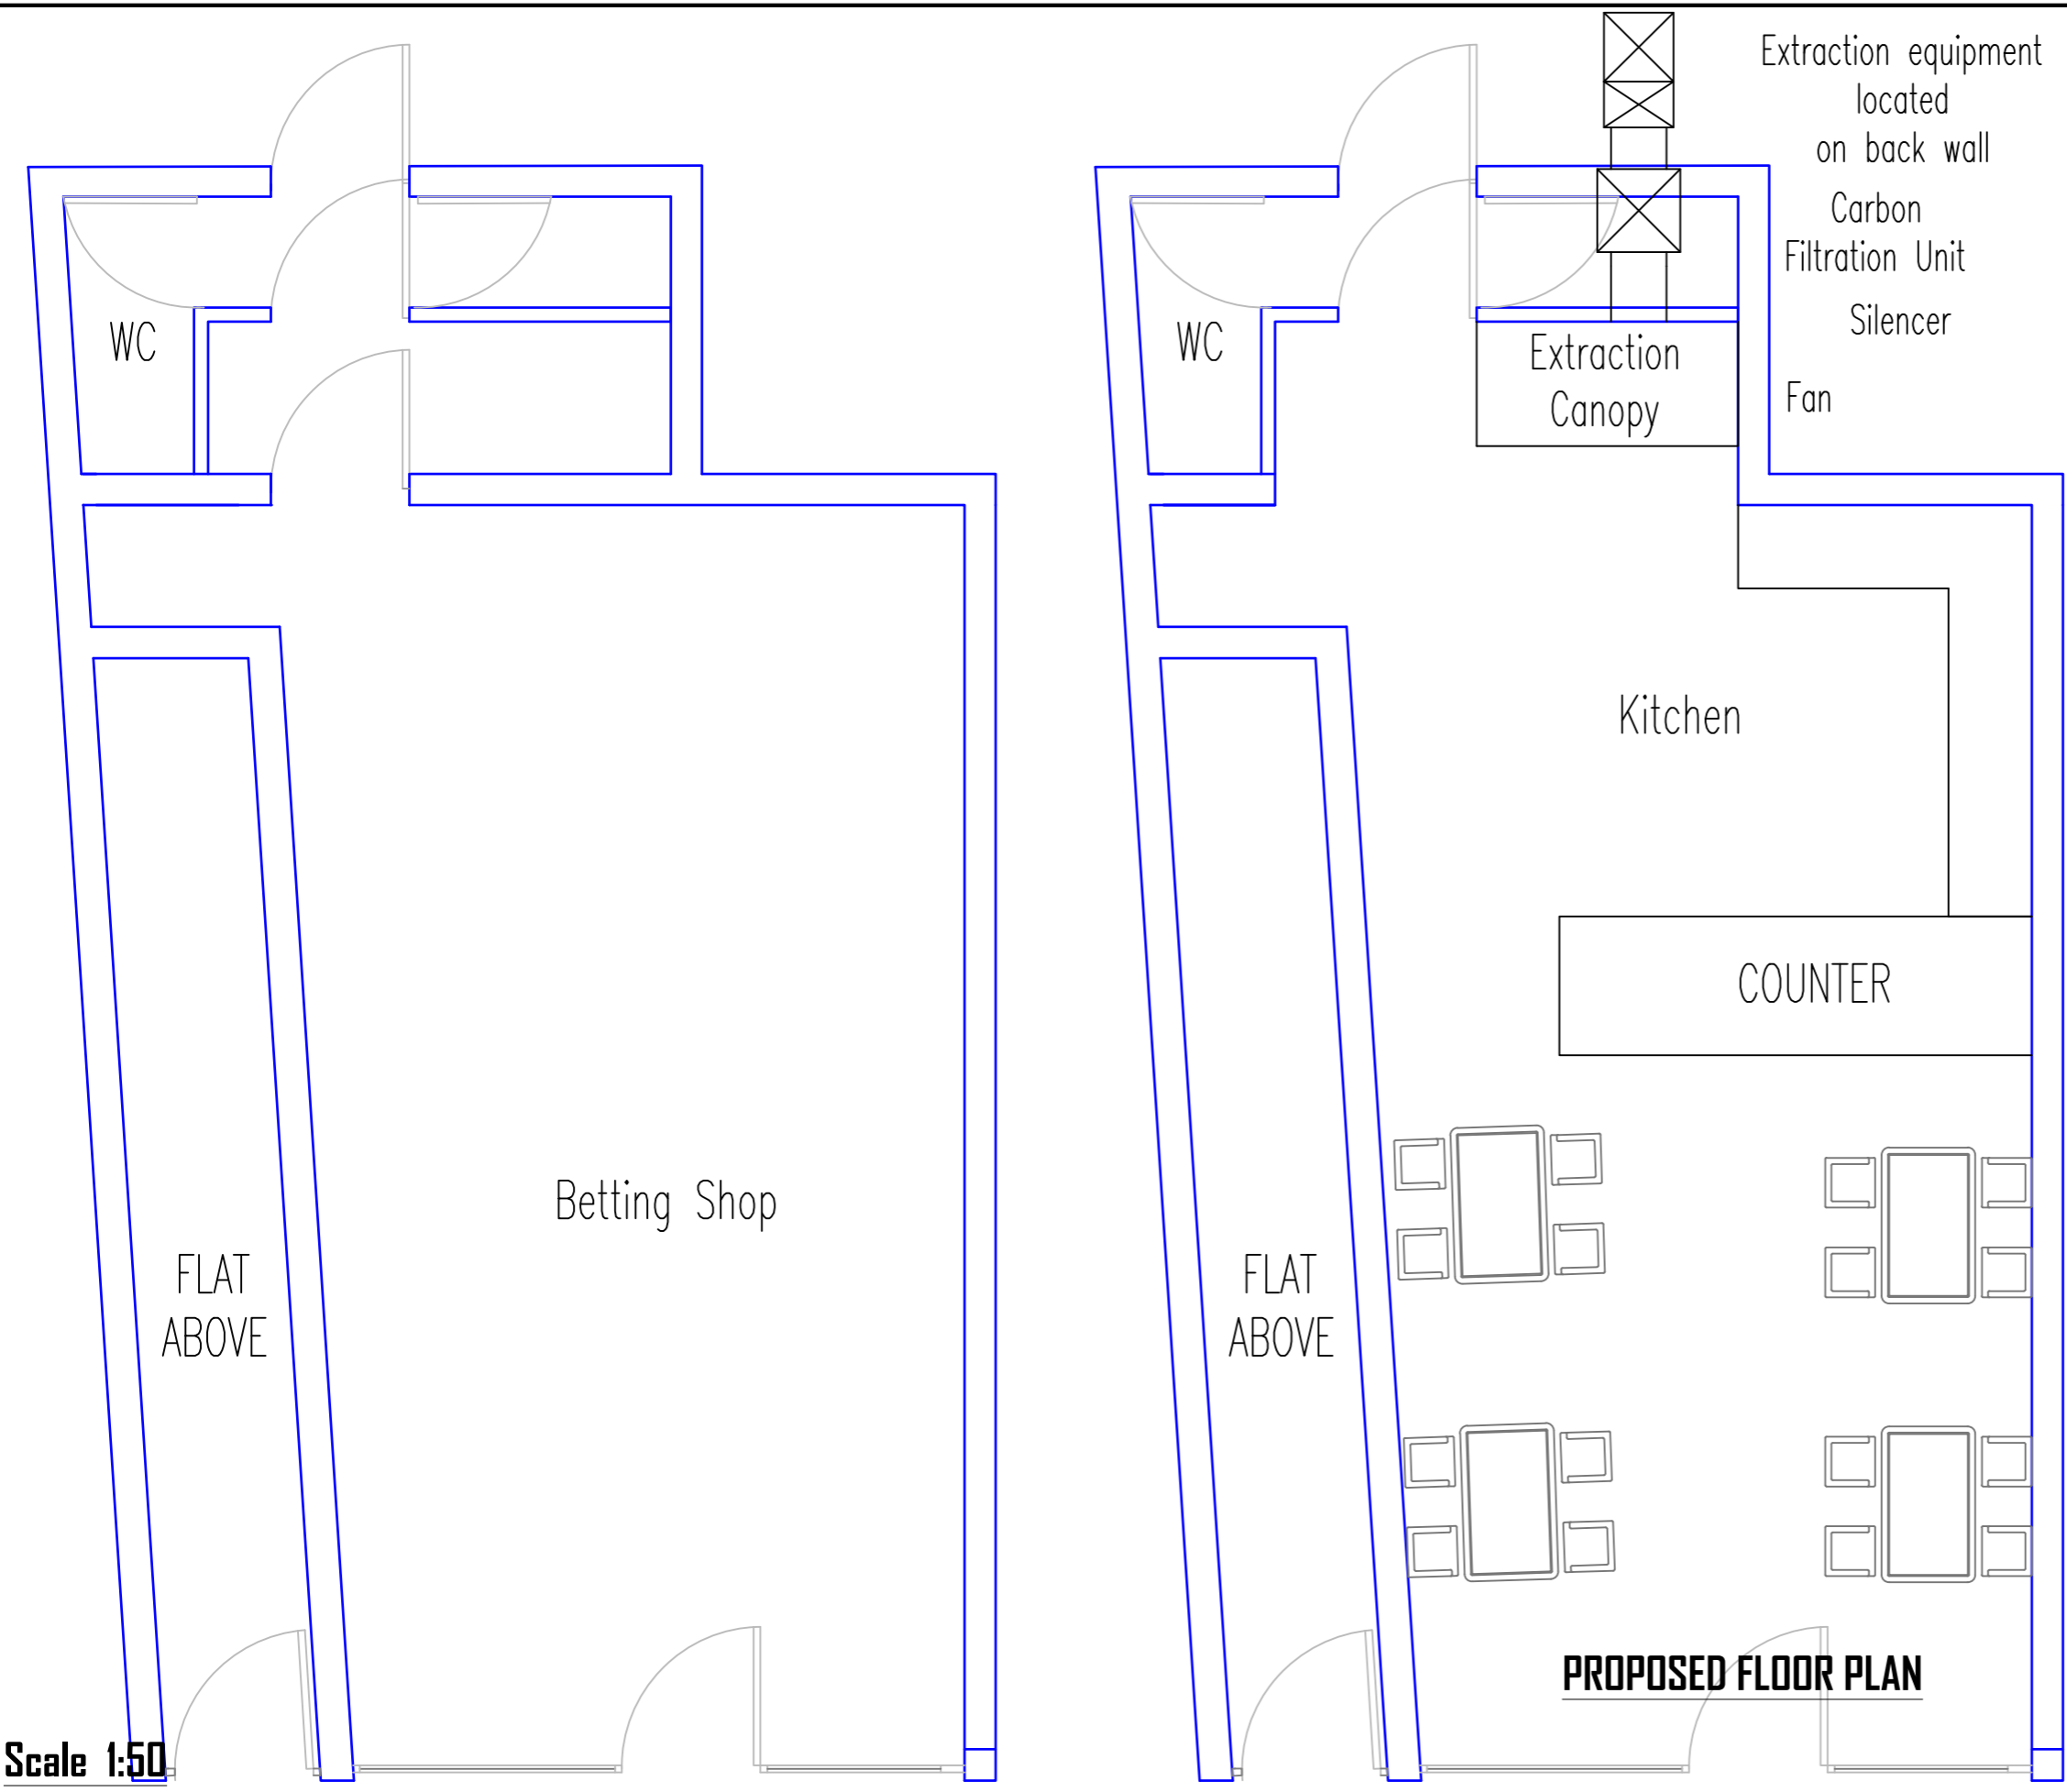 WC
Betting Shop
FLAT
ABOVE
Scale 1:50
Extraction equipment
located
on back wall
Carbon
Filtration Unit
Silencer
Fan
WC
Extraction
Canopy
Kitchen
COUNTER
FLAT
ABOVE
PROPOSED FLOOR PLAN